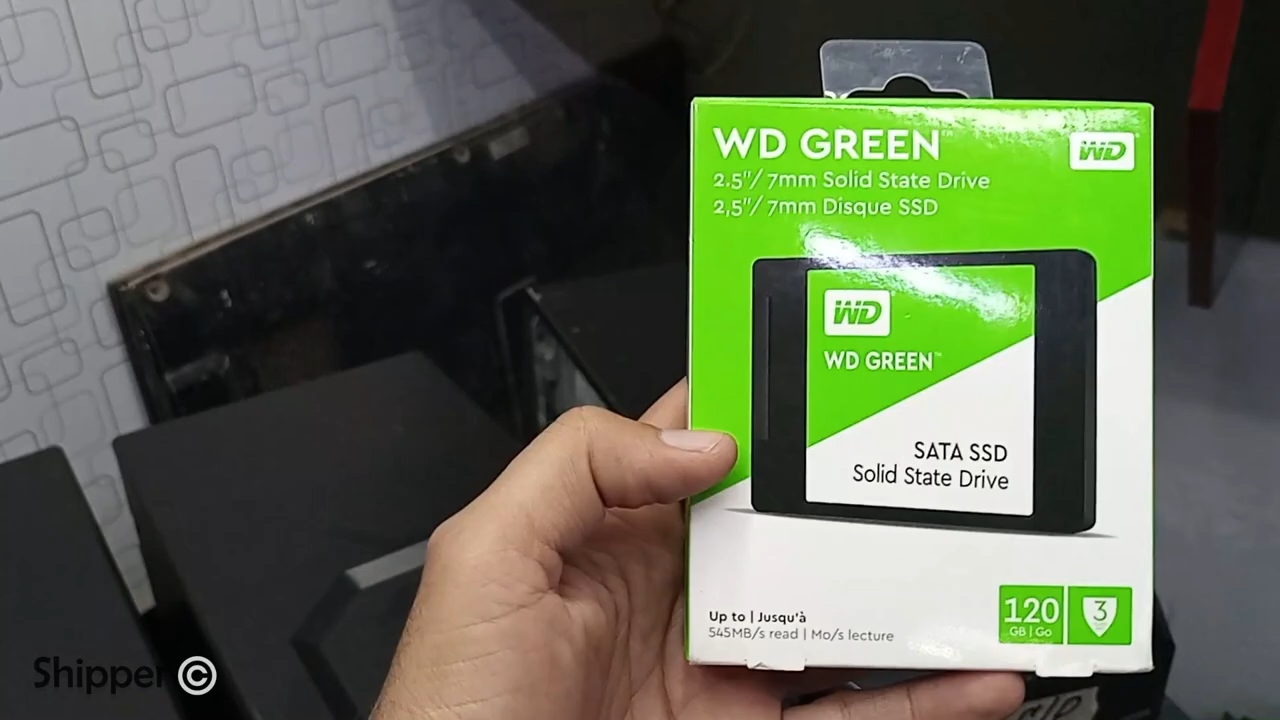 WD GREEN™
WD
2.5"/ 7mm Solid State Drive
2,5"/ 7mm Disque SSD
WD
WD GREEN™
SATA SSD
Solid State Drive
Up to | Jusqu'à
545MB/s read | Mo/s lecture
120
GB | Go
3
Shipper ©